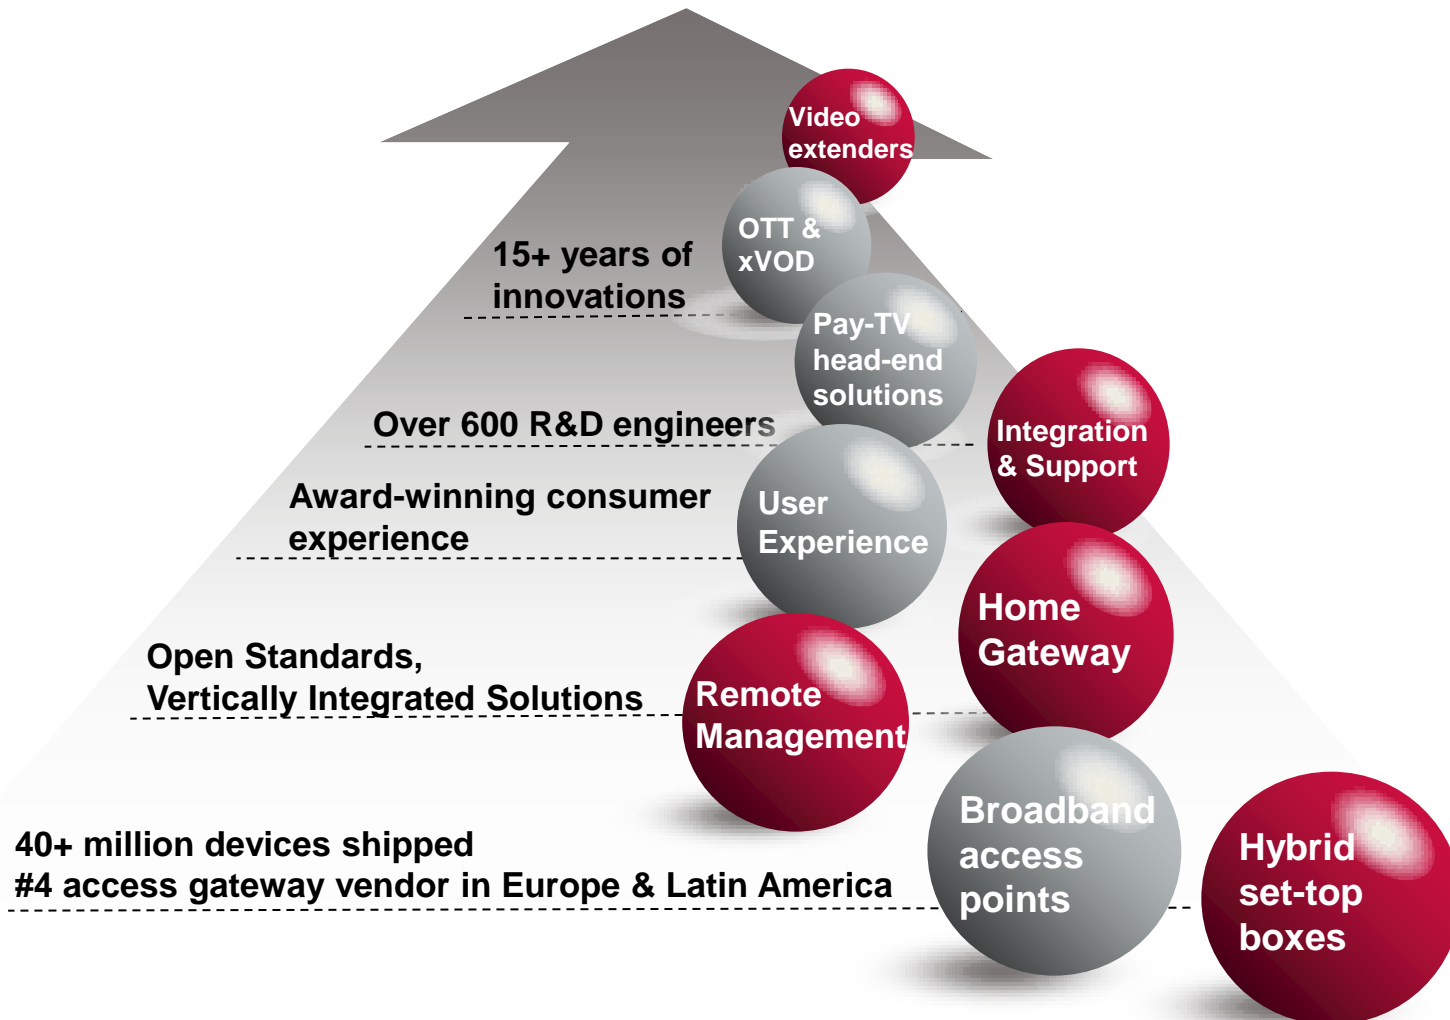 Video
extenders
OTT &
xVOD
15+ years of
innovations
Pay-TV
head-end
solutions
Over 600 R&D engineers
Integration
& Support
Award-winning consumer
experience
User
Experience
Home
Gateway
Open Standards,
Vertically Integrated Solutions
Remote
Management
Broadband
access
points
40+ million devices shipped
#4 access gateway vendor in Europe & Latin America
Hybrid
set-top
boxes